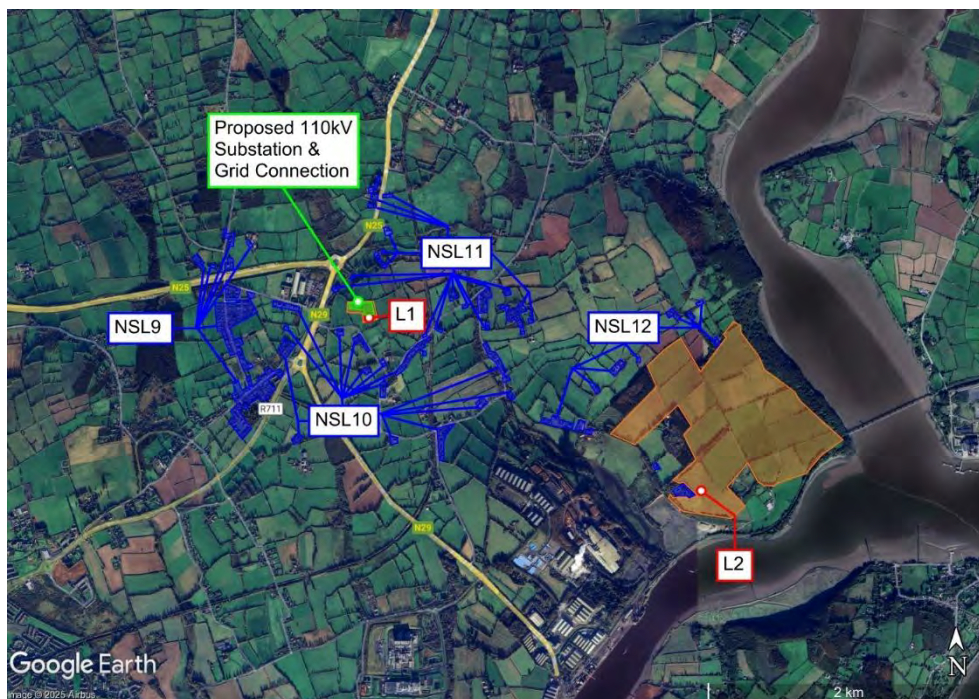 Proposed 110kV
Substation &
Grid Connection
N25
NSL11
N25
N29
L1
NSL9
NSL12
NSL10
R711
N29
L2
Google Earth
Image © 2025 Airbus
2 km
N